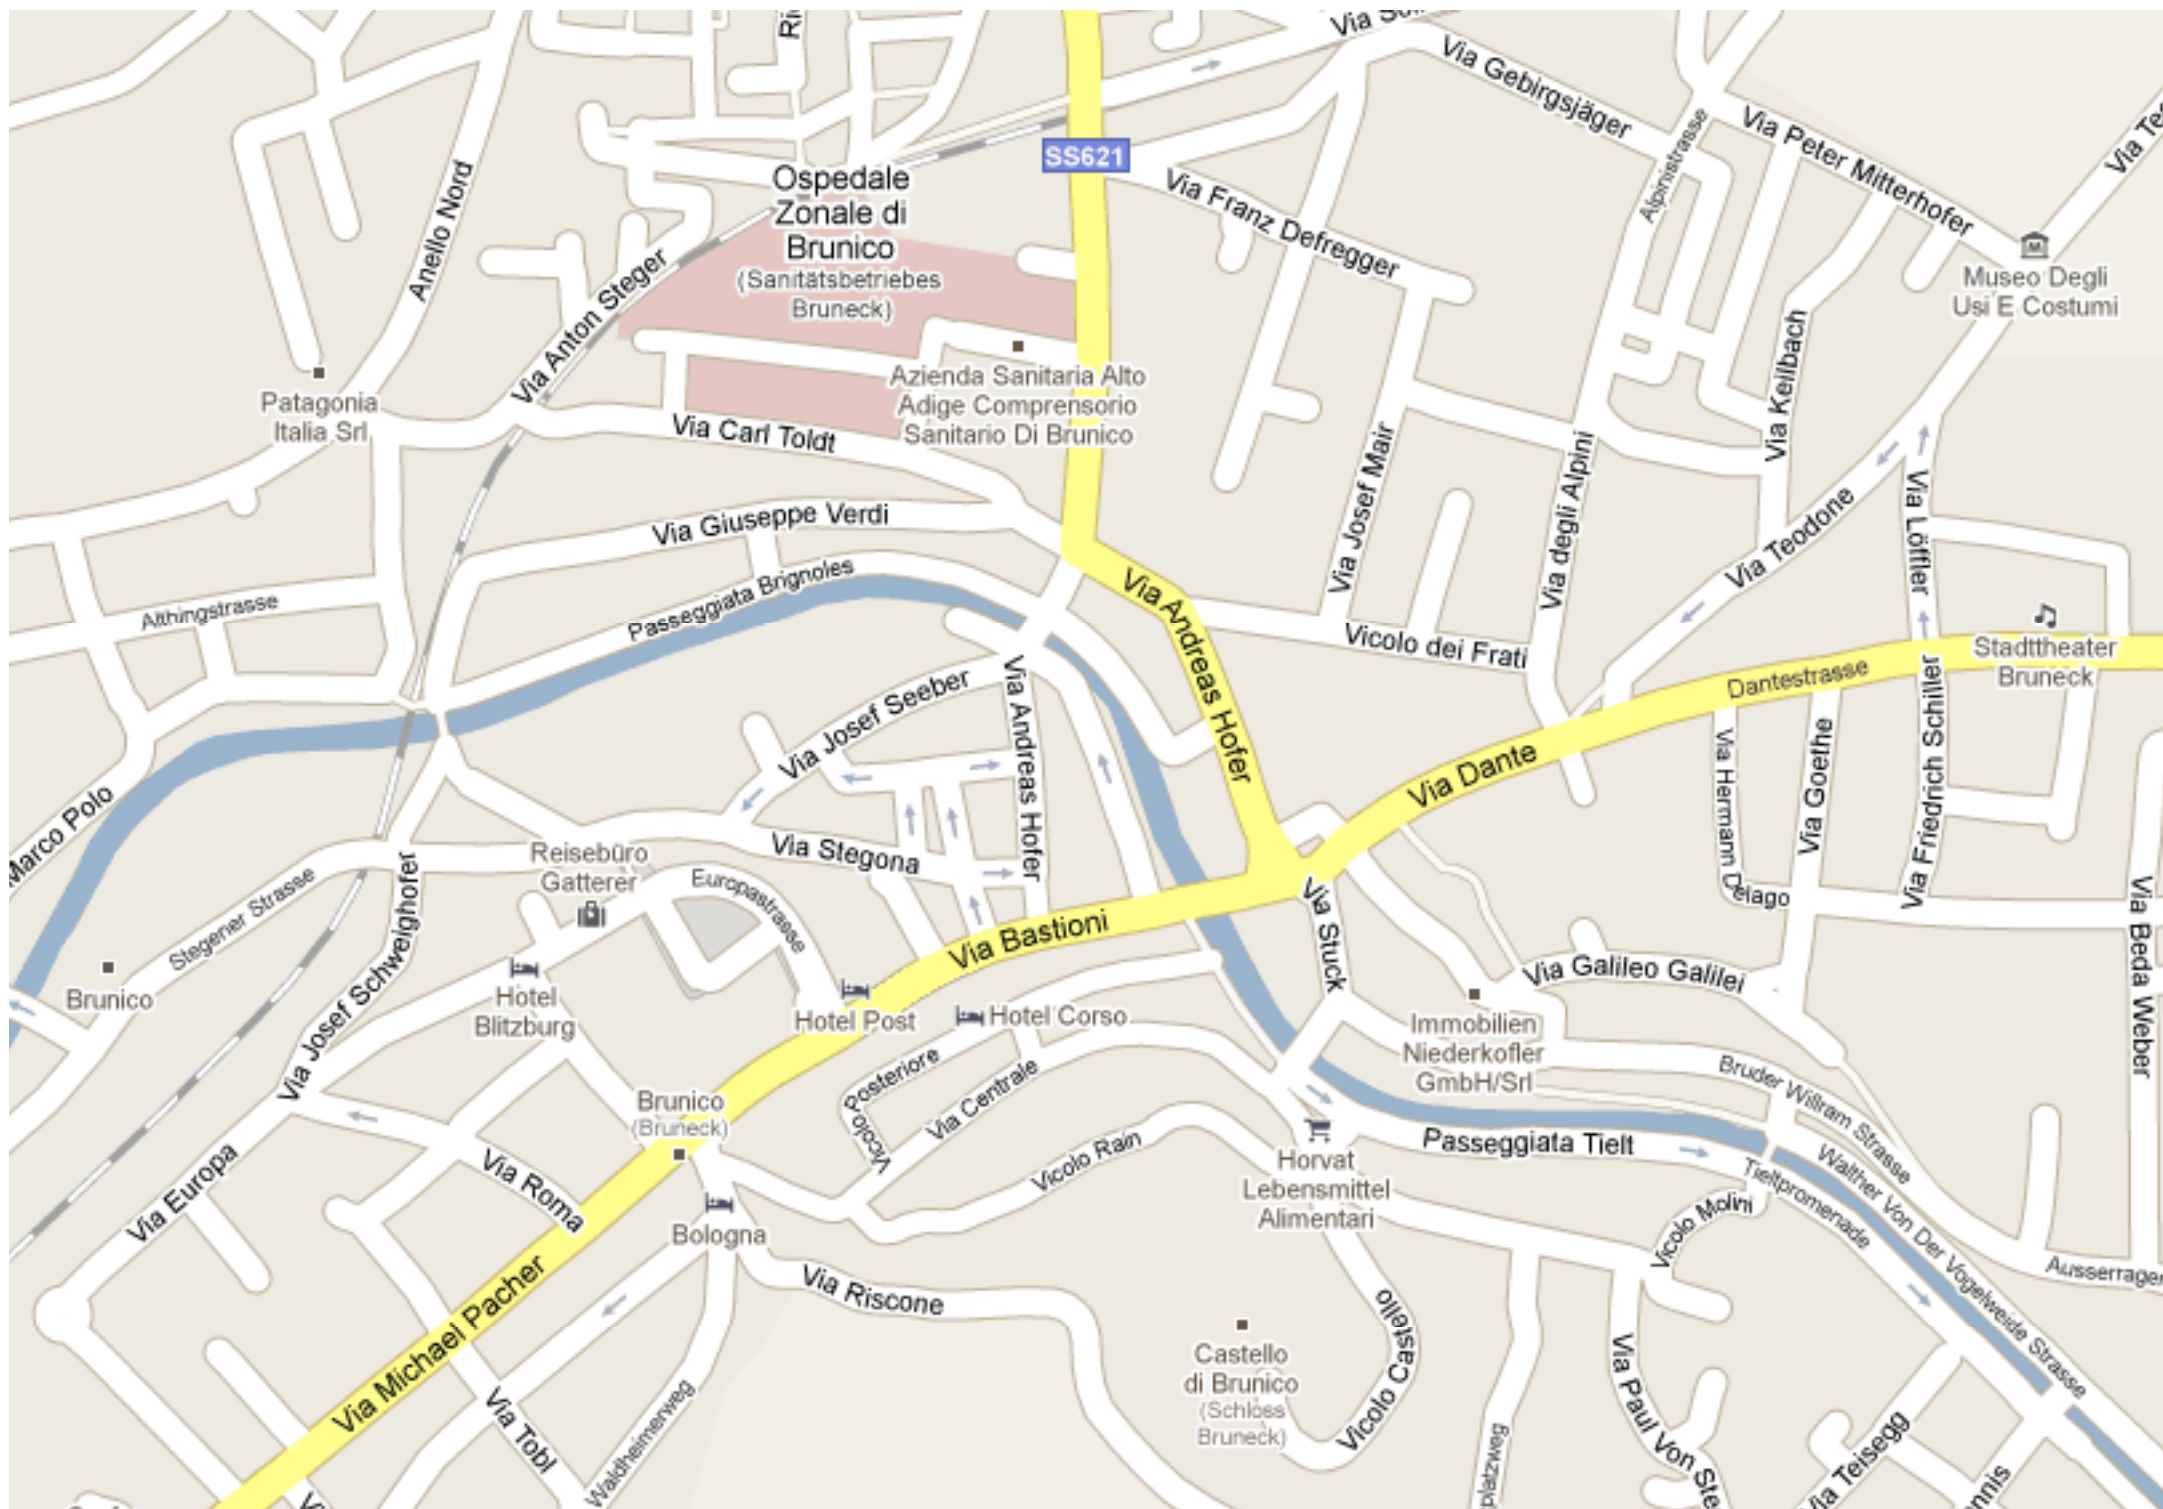 Via Gebirgsjäger
SS621
Alpinistrasse
Via Peter Mitterhofer
Ospedale
Zonale di
Brunico
(Sanitätsbetriebes
Bruneck)
Anello Nord
Via Franz Defregger
Museo Degli
Usi E Costumi
Via Anton Steger
Via Keilbach
Patagonia
Italia Srl
Azienda Sanitaria Alto
Adige Comprensorio
Sanitario Di Brunico
Via Carl Toldt
Via Josef Mair
Via degli Alpini
Via Teodone
Via Löffler
Via Giuseppe Verdi
Passeggiata Brignoles
Althingstrasse
Via Andreas Hofer
Vicolo dei Frati
Stadttheater
Bruneck
Dantestrasse
Via Josef Seeber
Via Andreas Hofer
Via Dante
Via Hermann Delago
Via Goethe
Via Friedrich Schiller
Marco Polo
Via Stegona
Reisebüro
Gatterer
Europastrasse
Stegener Strasse
Via Josef Schweighofer
Via Bastioni
Via Stuck
Via Galileo Galilei
Via Beda Weber
Brunico
Hotel
Blitzburg
Hotel Post
Hotel Corso
Immobilien
Niederkofler
GmbH/Srl
Vicolo Posteriore
Via Centrale
Bruder Willram Strasse
Brunico
(Bruneck)
Passeggiata Tielt
Vicolo Rain
Horvat
Lebensmittel
Alimentari
Tieltpromenade
Walther Von Der Vogelweide Strasse
Via Europa
Via Roma
Bologna
Vicolo Molini
Ausserragen
Via Riscone
Via Michael Pacher
Castello
di Brunico
(Schloss
Bruneck)
Vicolo Castello
Vicolo Castello
Via Paul Von Ste
Via Tobl
Waldheimerweg
platzweg
Via Teisegg